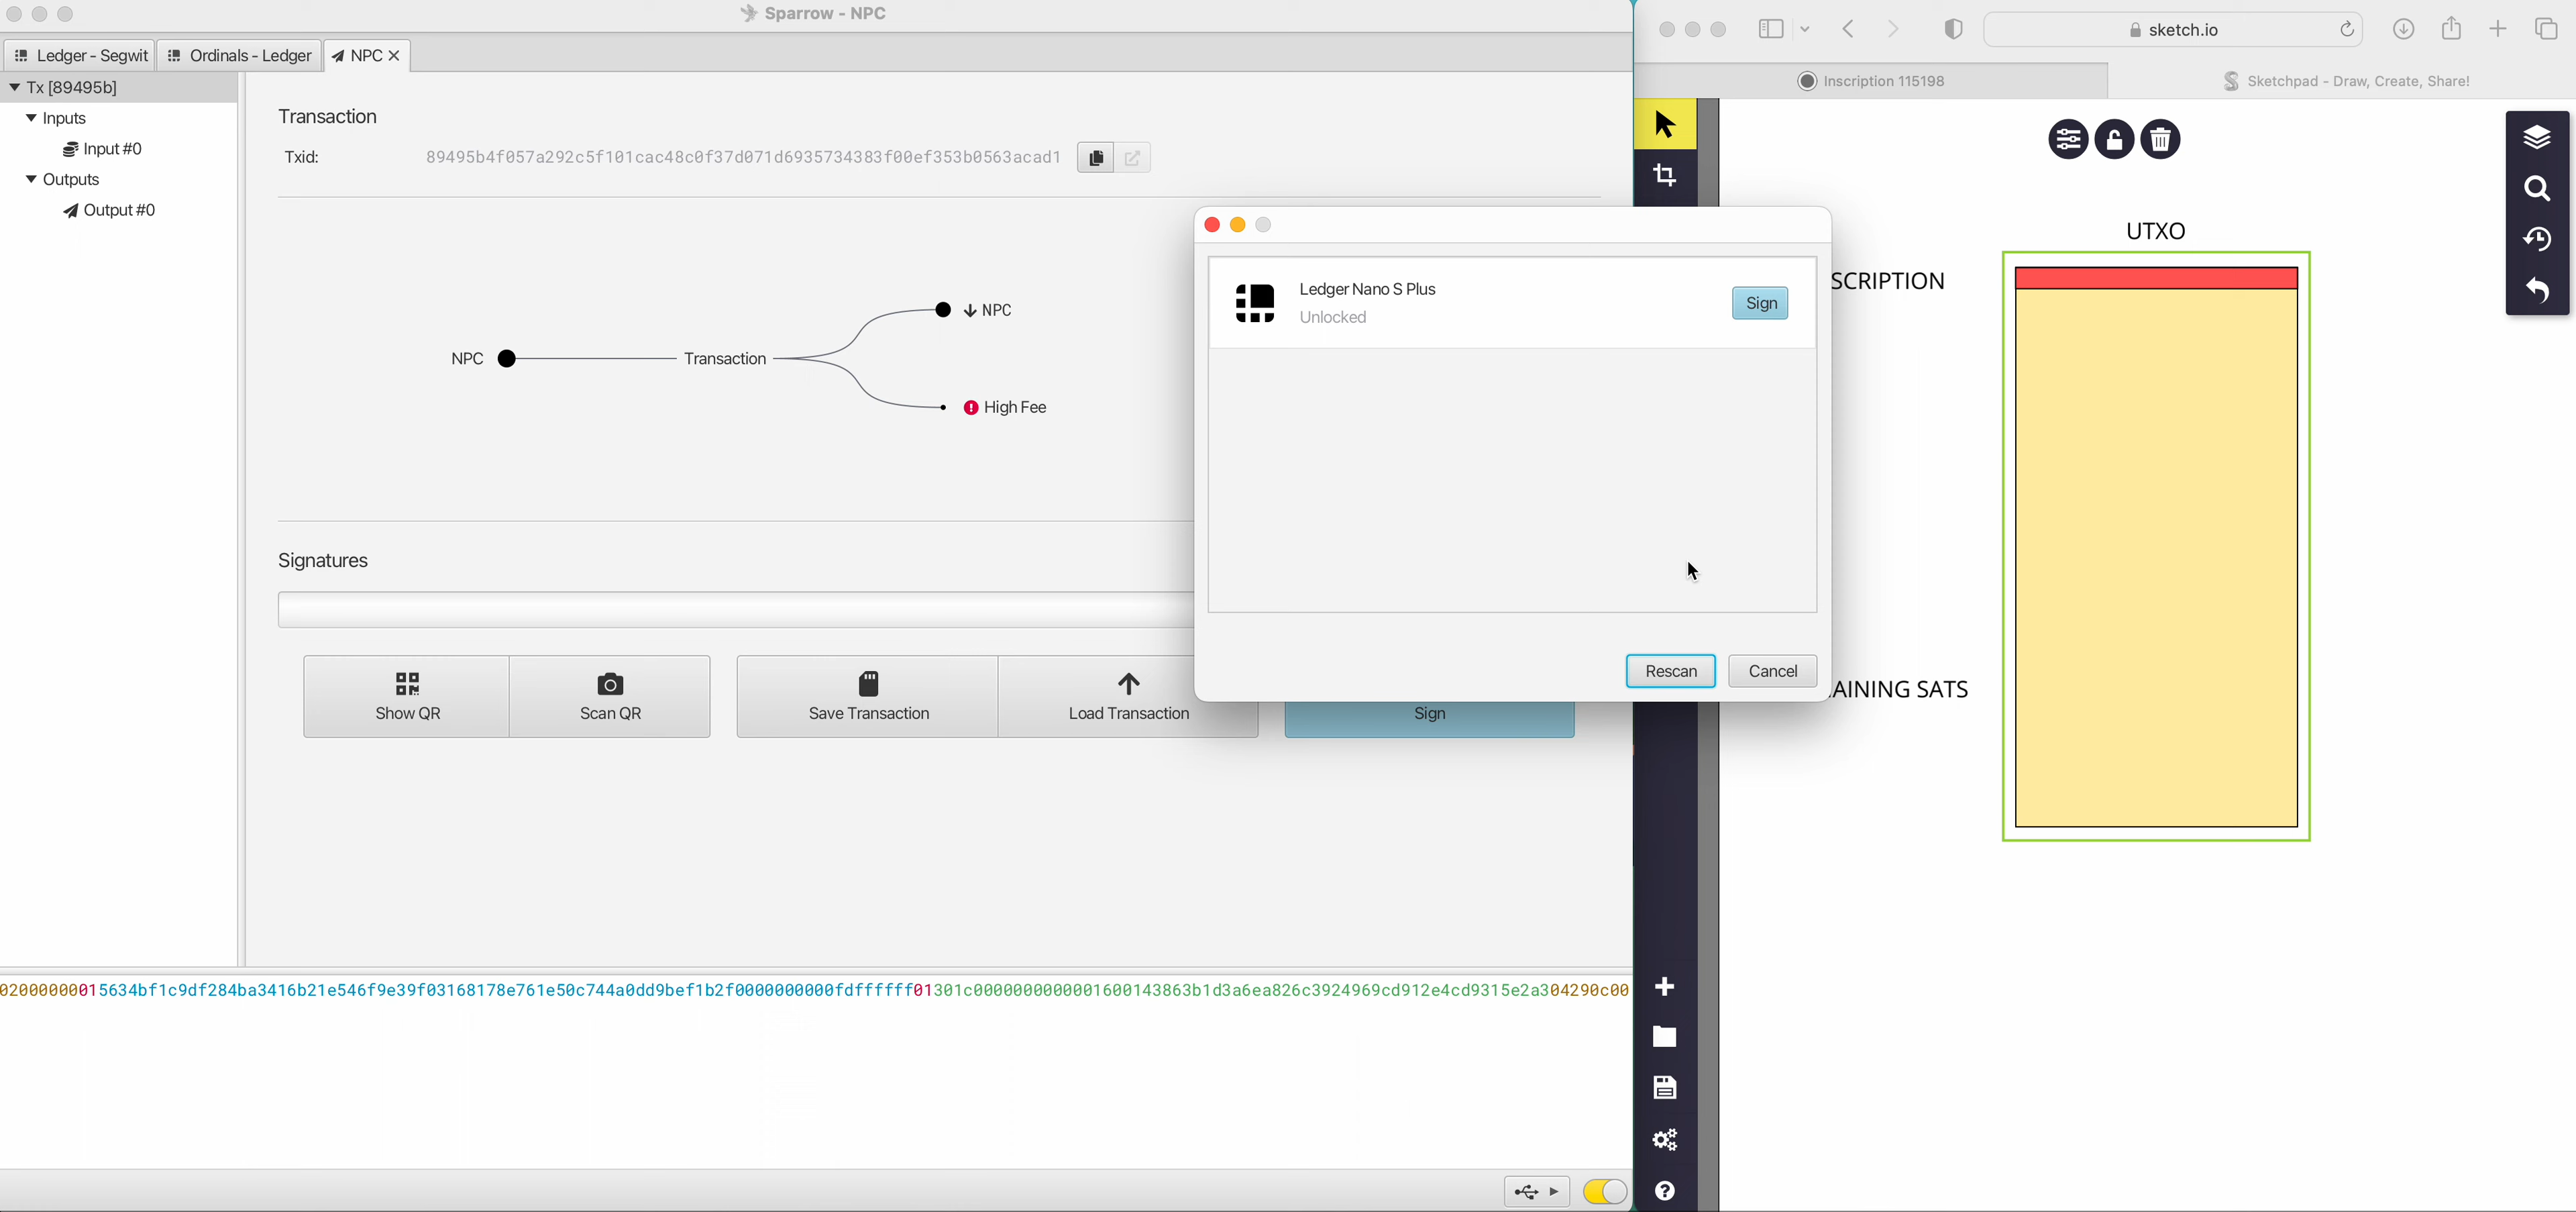 Sparrow - NPC
Ledger - Segwit
Ordinals - Ledger
NPC
Tx [89495b]
Inputs
Input #0
Outputs
Output #0
Transaction
Txid:
89495b4f057a292c5f101cac48c0f37d071d6935734383f00ef353b0563acad1
NPC
Transaction
NPC
High Fee
Signatures
Show QR
Scan QR
Save Transaction
Load Transaction
Sign
020000000015634bf1c9df284ba3416b21e546f9e39f03168178e761e50c744a0dd9bef1b2f0000000000fdffffff01301c0000000000001600143863b1d3a6ea826c3924969cd912e4cd9315e2a304290c00
Ledger Nano S Plus
Unlocked
Sign
Rescan
Cancel
sketch.io
Inscription 115198
Sketchpad - Draw, Create, Share!
UTXO
SCRIPTION
AINING SATS